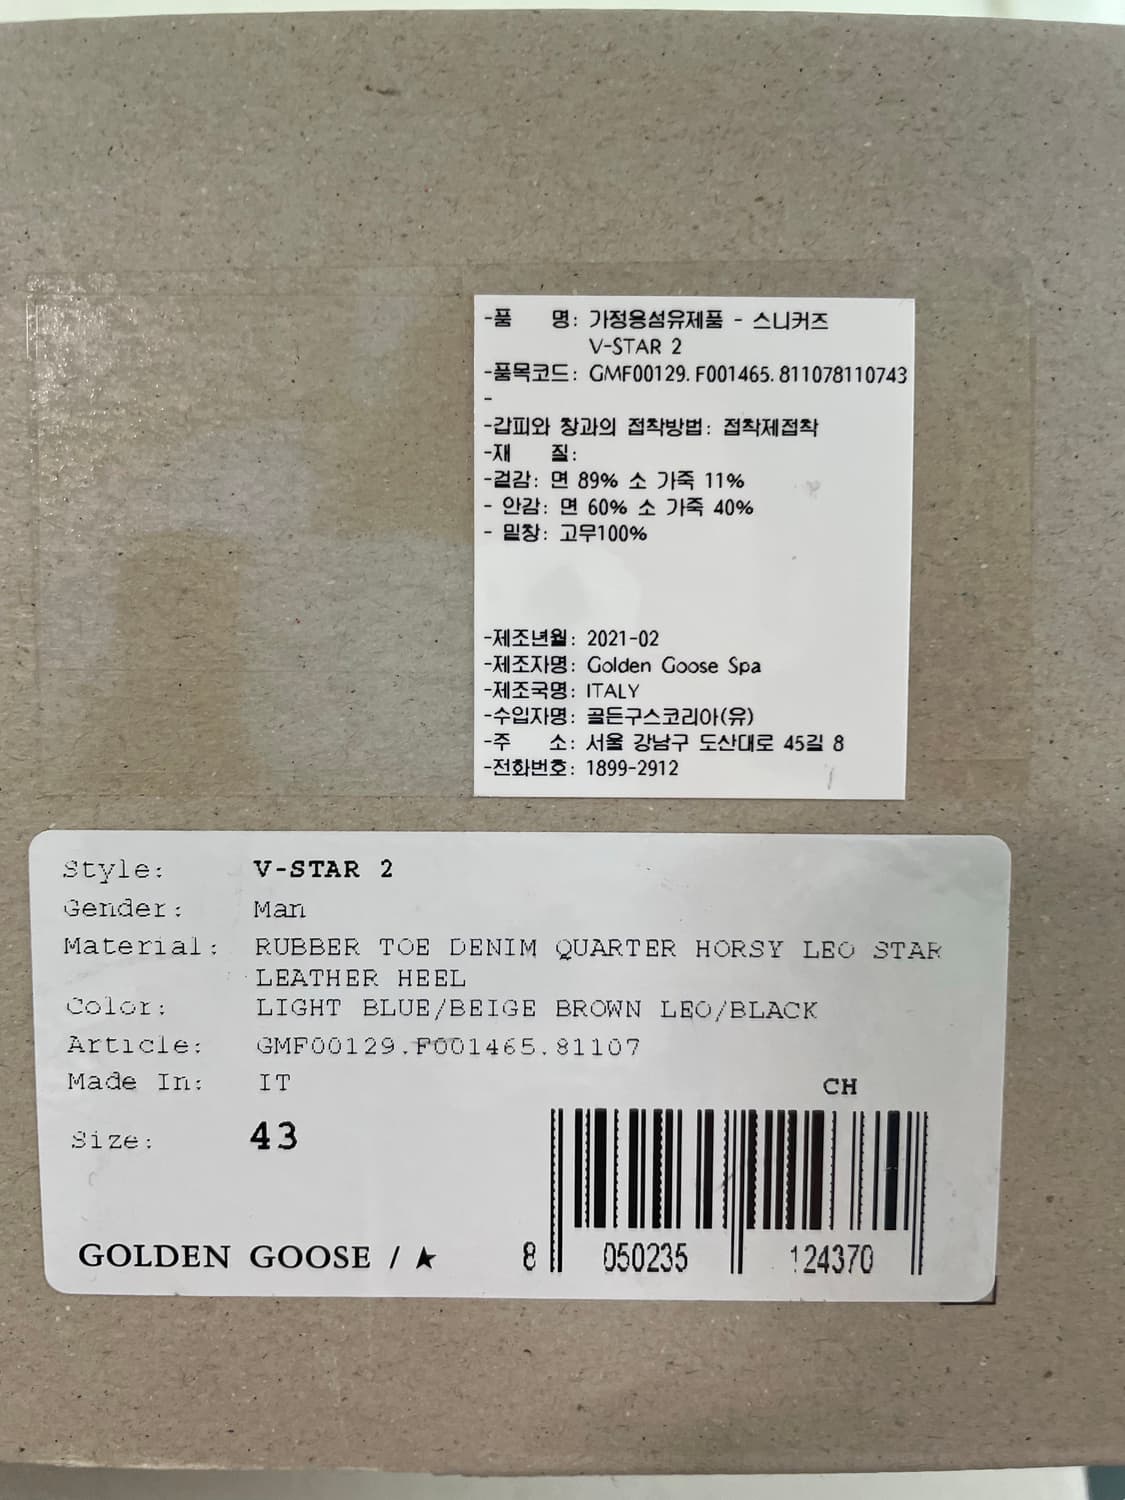 -품 명: 가정용섬유제품 - 스니커즈
V-STAR 2
-품목코드: GMF00129.F001465.811078110743
-
-갑피와 창과의 접착방법: 접착제접착
-재 질:
-겉감: 면 89% 소 가죽 11%
- 안감: 면 60% 소 가죽 40%
- 밑창: 고무100%
-제조년월: 2021-02
-제조자명: Golden Goose Spa
-제조국명: ITALY
-수입자명: 골든구스코리아(유)
-주 소: 서울 강남구 도산대로 45길 8
-전화번호: 1899-2912
Style: V-STAR 2
Gender: Man
Material: RUBBER TOE DENIM QUARTER HORSY LEO STAR
LEATHER HEEL
Color: LIGHT BLUE/BEIGE BROWN LEO/BLACK
Article: GMF00129.F001465.81107
Made In: IT
CH
Size: 43
GOLDEN GOOSE / ★
8 050235 124370